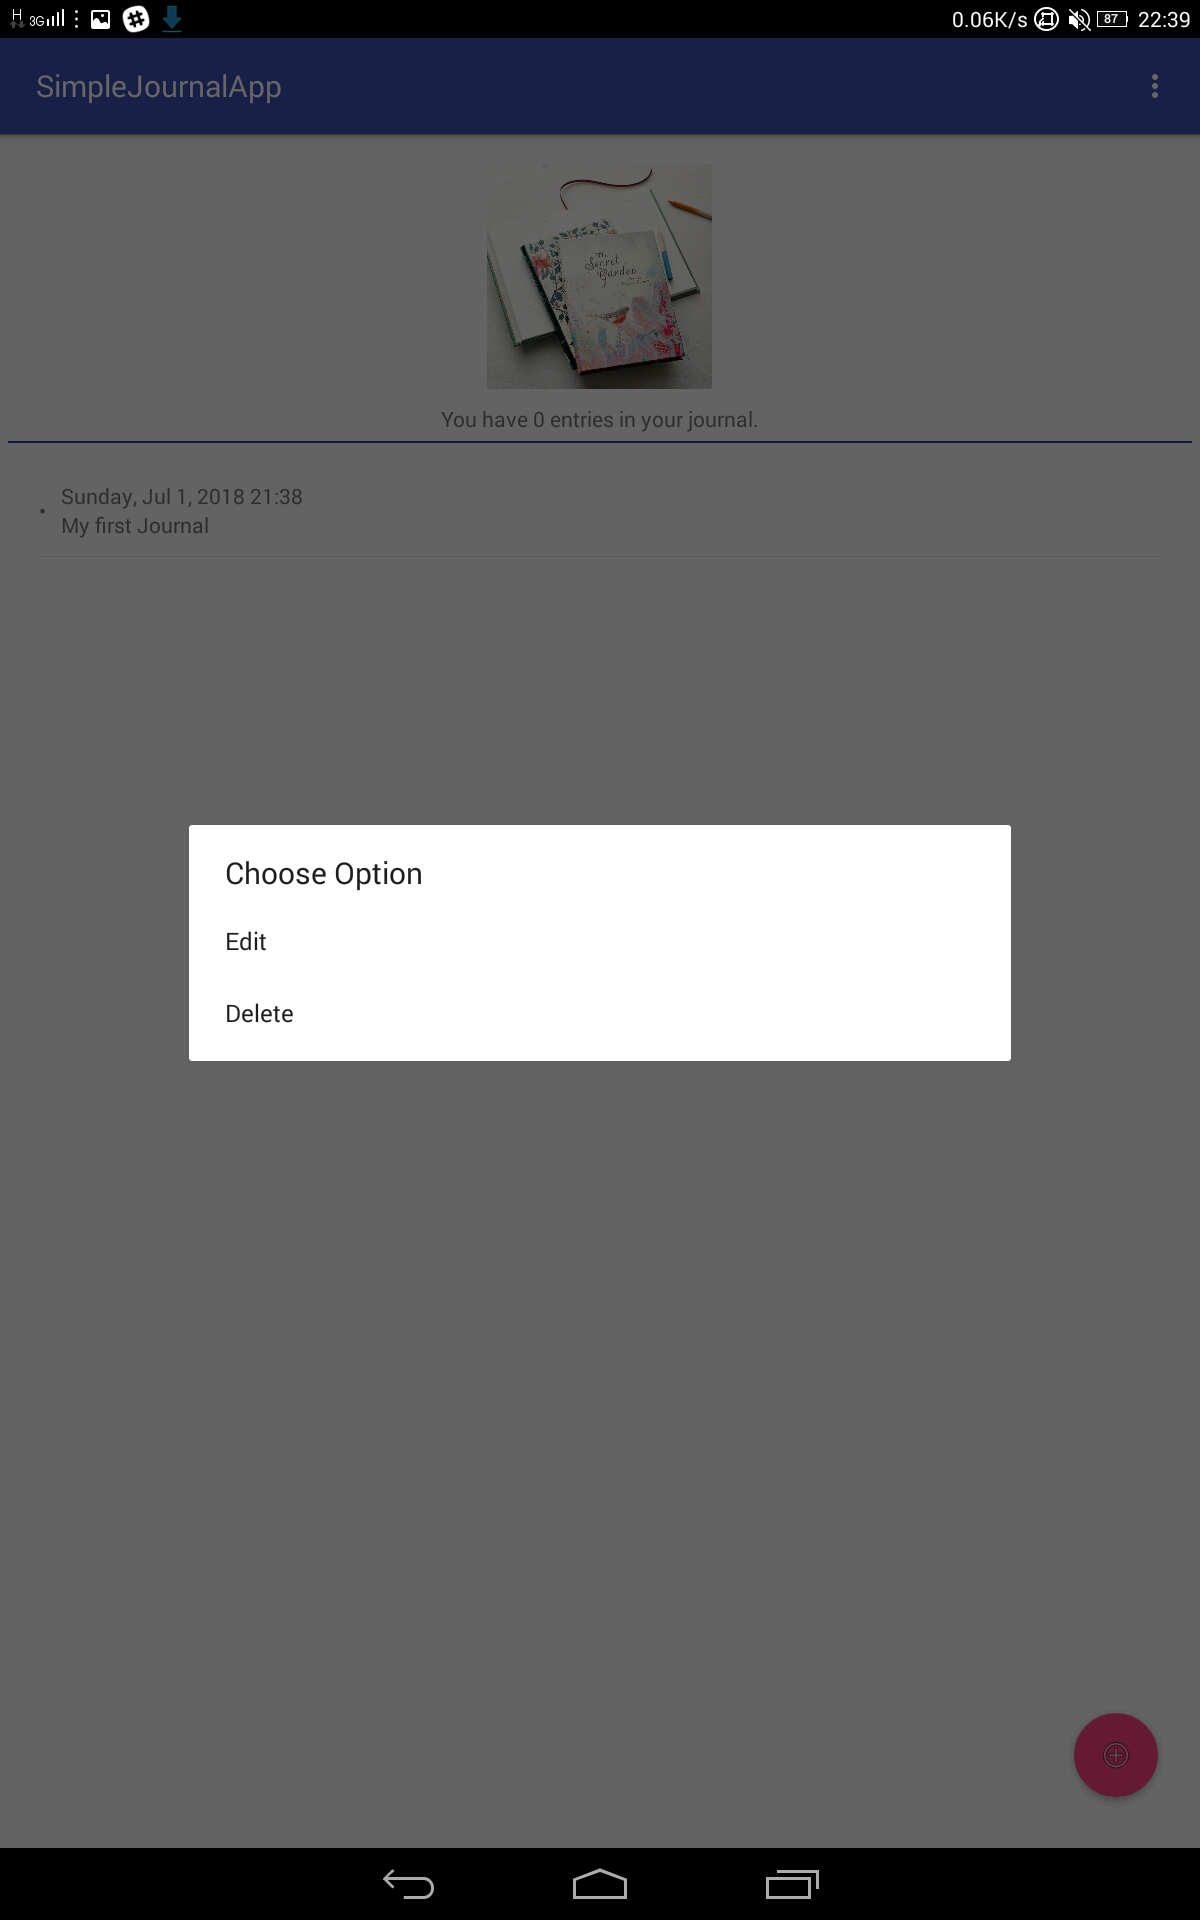 H 3G 0.06K/s 87 22:39
SimpleJournalApp
The
Secret
Garden
You have 0 entries in your journal.
Sunday, Jul 1, 2018 21:38
My first Journal
Choose Option
Edit
Delete